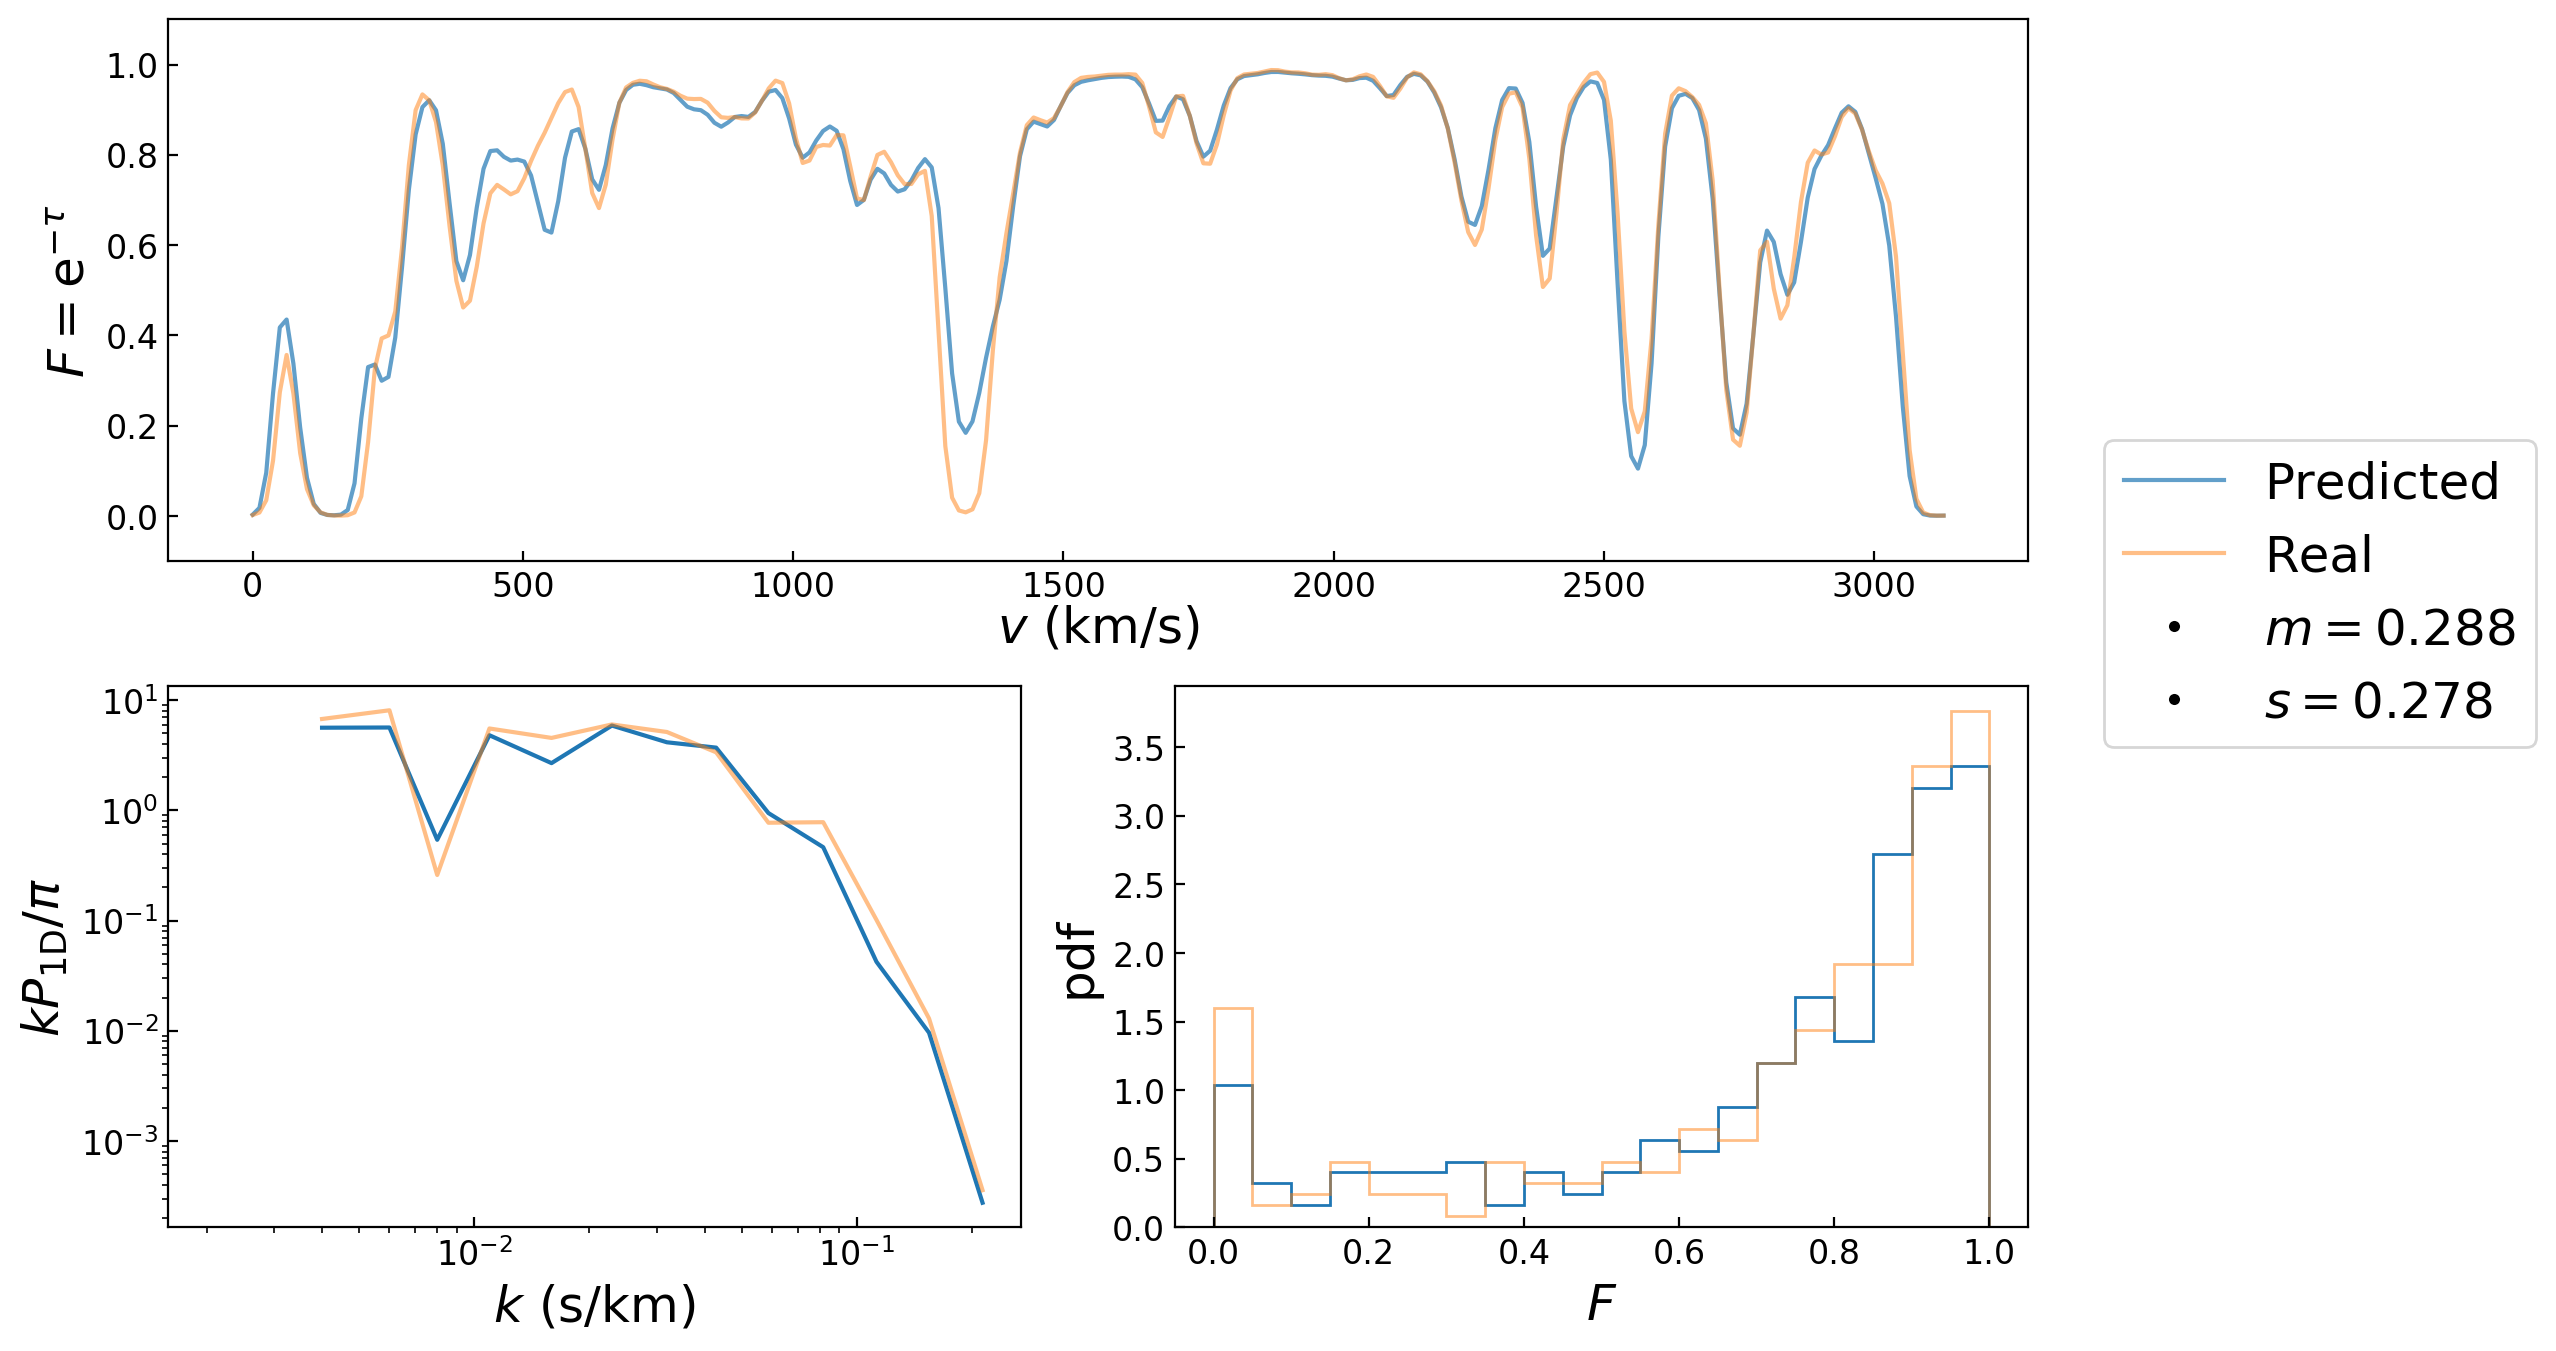 1.0
0.8
0.6
0.4
0.2
0.0
F = e^{−τ}
0 500 1000 1500 2000 2500 3000
v (km/s)
Predicted
Real
m = 0.288
s = 0.278
10^1
10^0
10^{−1}
10^{−2}
10^{−3}
kP_{1D}/π
10^{−2} 10^{−1}
k (s/km)
3.5
3.0
2.5
2.0
1.5
1.0
0.5
0.0
pdf
0.0 0.2 0.4 0.6 0.8 1.0
F